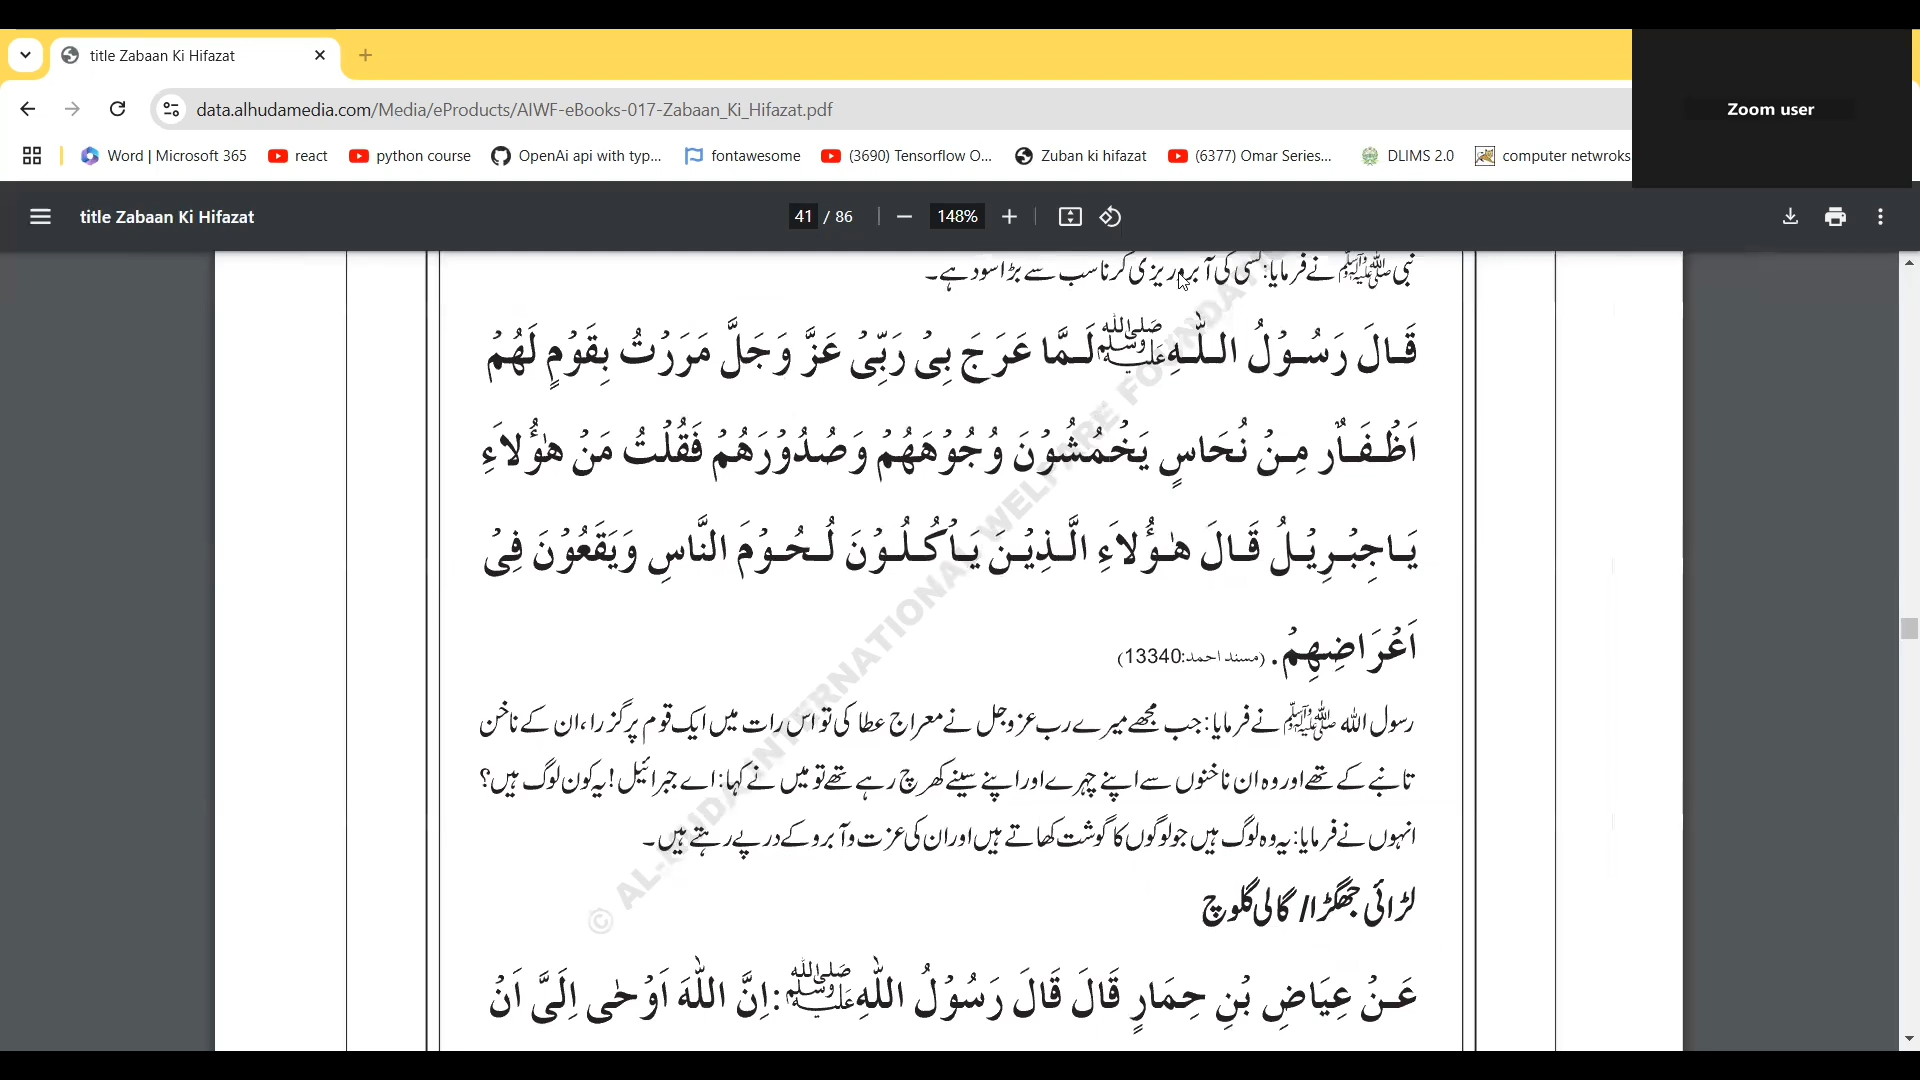 title Zabaan Ki Hifazat
data.alhudamedia.com/Media/eProducts/AIWF-eBooks-017-Zabaan_Ki_Hifazat.pdf
Zoom user
Word | Microsoft 365
react
python course
OpenAi api with typ...
fontawesome
(3690) Tensorflow O...
Zuban ki hifazat
(6377) Omar Series...
DLIMS 2.0
computer netwroks
title Zabaan Ki Hifazat
41 / 86
148%
نبی ﷺ نے فرمایا: کسی کی آبروریزی کرنا سب سے بڑا سود ہے۔
قَالَ رَسُوْلُ اللّٰهِ ﷺ لَمَّا عَرَجَ بِیْ رَبِّیْ عَزَّ وَجَلَّ مَرَرْتُ بِقَوْمٍ لَهُمْ
اَظْفَارٌ مِنْ نُحَاسٍ يَخْمُشُوْنَ وُجُوْهَهُمْ وَصُدُوْرَهُمْ فَقُلْتُ مَنْ هٰؤُلاَءِ
يَاجِبْرِيْلُ قَالَ هٰؤُلاَءِ الَّذِيْنَ يَاْكُلُوْنَ لُحُوْمَ النَّاسِ وَيَقَعُوْنَ فِیْ
اَعْرَاضِهِمْ. (مسند احمد:13340)
رسول اللہ ﷺ نے فرمایا: جب مجھے میرے رب عزوجل نے معراج عطا کی تو اس رات میں ایک قوم پر گزرا، ان کے ناخن
تانبے کے تھے اور وہ ان ناخنوں سے اپنے چہرے اور اپنے سینے کھرچ رہے تھے تو میں نے کہا: اے جبرائیل! یہ کون لوگ ہیں؟
انہوں نے فرمایا: یہ وہ لوگ ہیں جو لوگوں کا گوشت کھاتے ہیں اور ان کی عزت و آبرو کے درپے رہتے ہیں۔
لڑائی جھگڑا/ گالی گلوچ
عَنْ عِيَاضِ بْنِ حِمَارٍ قَالَ قَالَ رَسُوْلُ اللّٰهِ ﷺ: اِنَّ اللّٰهَ اَوْحٰی اِلَیَّ اَنْ
© AL-HUDA INTERNATIONAL WELFARE FOUNDAT